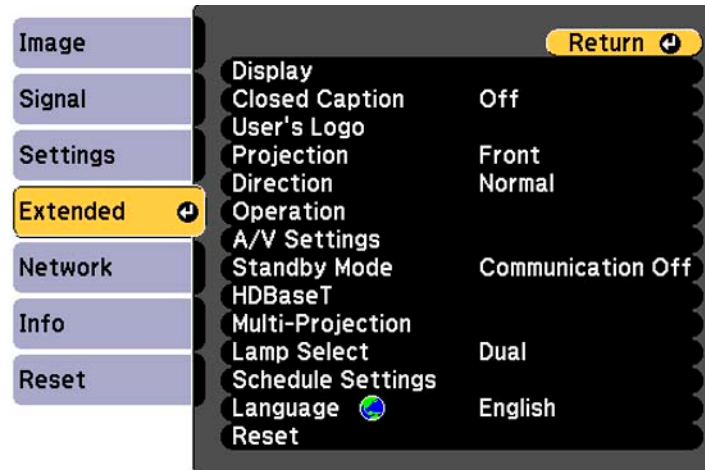 Image
Signal
Settings
Extended
Network
Info
Reset
Return
Display
Closed Caption Off
User's Logo
Projection Front
Direction Normal
Operation
A/V Settings
Standby Mode Communication Off
HDBaseT
Multi-Projection
Lamp Select Dual
Schedule Settings
Language English
Reset